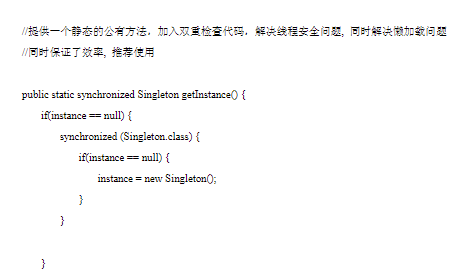 //提供一个静态的公有方法，加入双重检查代码，解决线程安全问题, 同时解决懒加载问题
//同时保证了效率, 推荐使用
public static synchronized Singleton getInstance() {
if(instance == null) {
synchronized (Singleton.class) {
if(instance == null) {
instance = new Singleton();
}
}
}